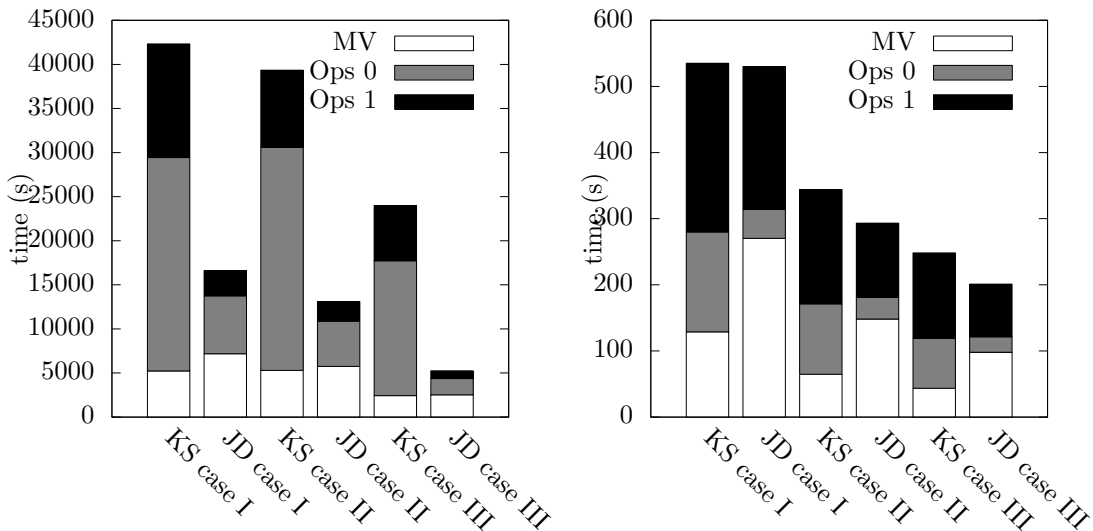 45000
40000
35000
30000
25000
20000
15000
10000
5000
0
time (s)
MV
Ops 0
Ops 1
KS case I
JD case I
KS case II
JD case II
KS case III
JD case III
600
500
400
300
200
100
0
time (s)
MV
Ops 0
Ops 1
KS case I
JD case I
KS case II
JD case II
KS case III
JD case III